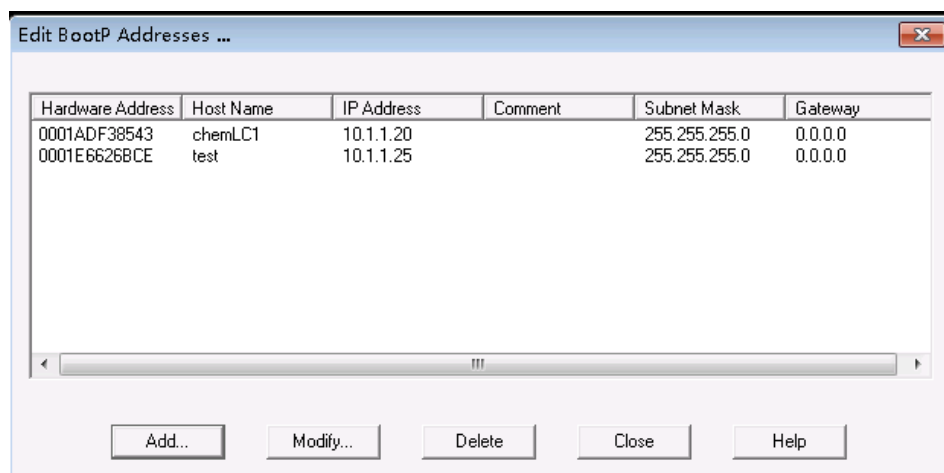 Edit BootP Addresses ...
Hardware Address Host Name IP Address Comment Subnet Mask Gateway
0001ADF38543 chemLC1 10.1.1.20 255.255.255.0 0.0.0.0
0001E6626BCE test 10.1.1.25 255.255.255.0 0.0.0.0
Add... Modify... Delete Close Help